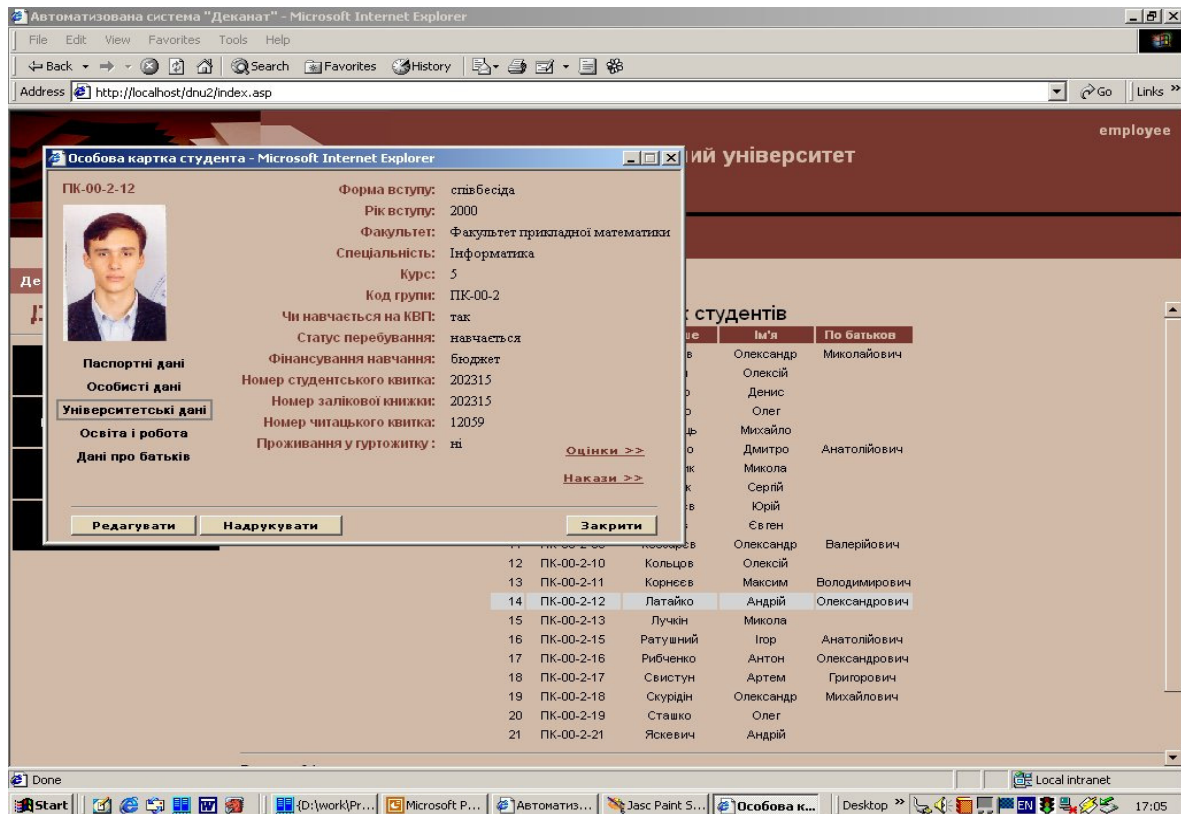 Автоматизована система "Деканат" - Microsoft Internet Explorer
File Edit View Favorites Tools Help
Back Search Favorites History
Address http://localhost/dnu2/index.asp Go Links »
employee
університет
Особова картка студента - Microsoft Internet Explorer
ПК-00-2-12
Форма вступу: співбесіда
Рік вступу: 2000
Факультет: Факультет прикладної математики
Спеціальність: Інформатика
Курс: 5
Код групи: ПК-00-2
Чи навчається на КВП: так
Статус перебування: навчається
Фінансування навчання: бюджет
Номер студентського квитка: 202315
Номер залікової книжки: 202315
Номер читацького квитка: 12059
Проживання у гуртожитку : ні
Паспортні дані
Особисті дані
Університетські дані
Освіта і робота
Дані про батьків
Оцінки >>
Накази >>
Редагувати Надрукувати Закрити
студентів
Ім'я По батьков
Олександр Миколайович
Олексій
Денис
Олег
Михайло
Дмитро Анатолійович
Микола
Сергій
Юрій
Євген
Олександр Валерійович
12 ПК-00-2-10 Кольцов Олексій
13 ПК-00-2-11 Корнєєв Максим Володимирович
14 ПК-00-2-12 Латайко Андрій Олександрович
15 ПК-00-2-13 Лучкін Микола
16 ПК-00-2-15 Ратушний Ігор Анатолійович
17 ПК-00-2-16 Рибченко Антон Олександрович
18 ПК-00-2-17 Свистун Артем Григорович
19 ПК-00-2-18 Скурідін Олександр Михайлович
20 ПК-00-2-19 Сташко Олег
21 ПК-00-2-21 Яскевич Андрій
Done Local intranet
Start {D:\work\Pr... Microsoft P... Автоматиз... Jasc Paint S... Особова к... Desktop » EN 17:05